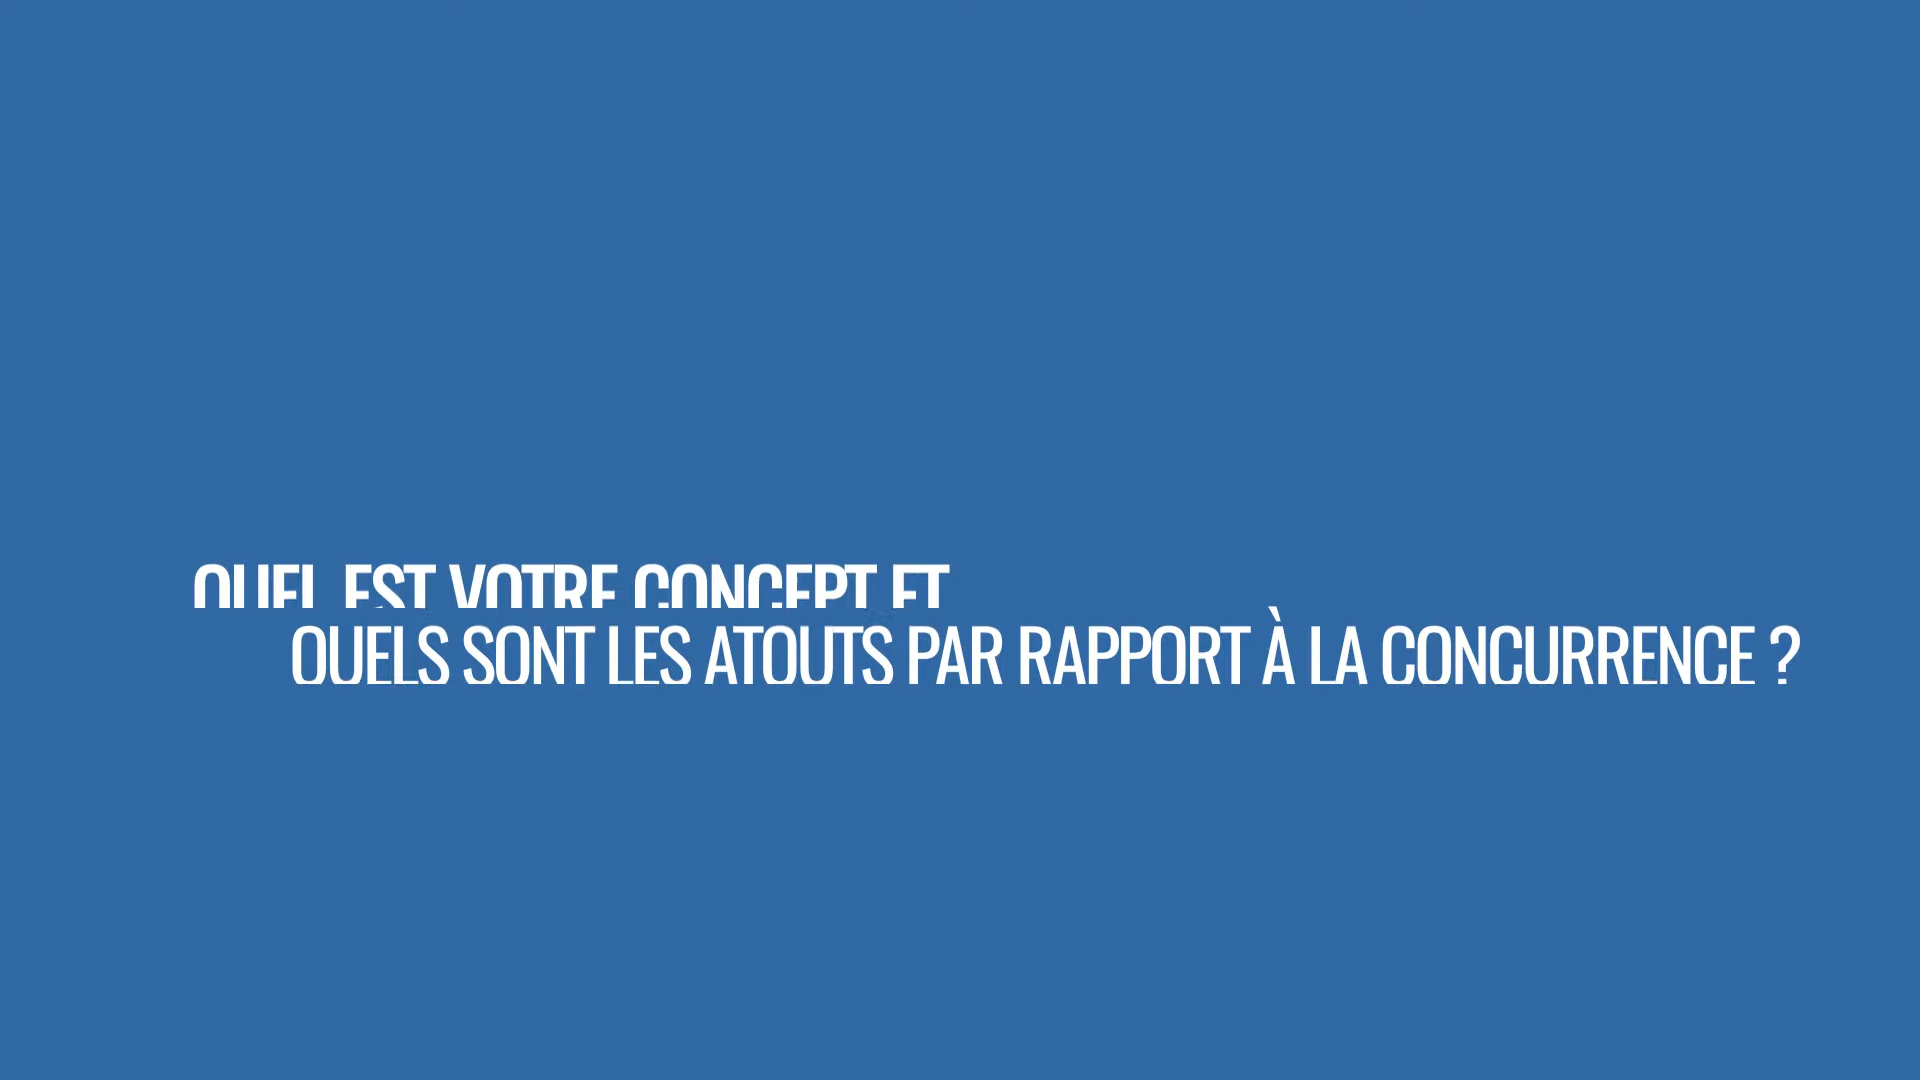 QUEL EST VOTRE CONCEPT ET
QUELS SONT LES ATOUTS PAR RAPPORT À LA CONCURRENCE ?